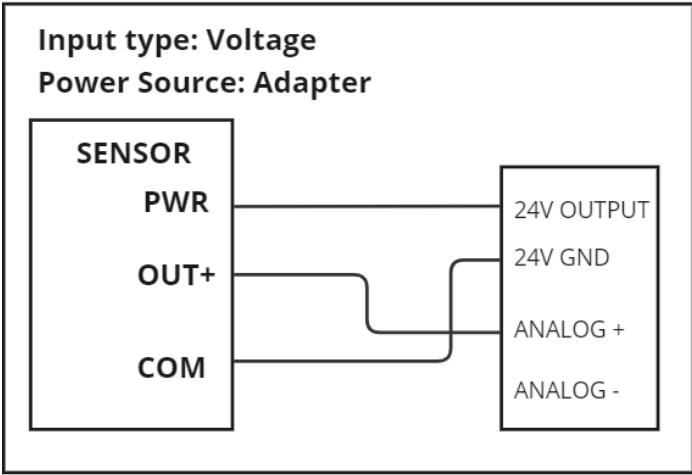 Input type: Voltage
Power Source: Adapter
SENSOR
PWR
OUT+
COM
24V OUTPUT
24V GND
ANALOG +
ANALOG -